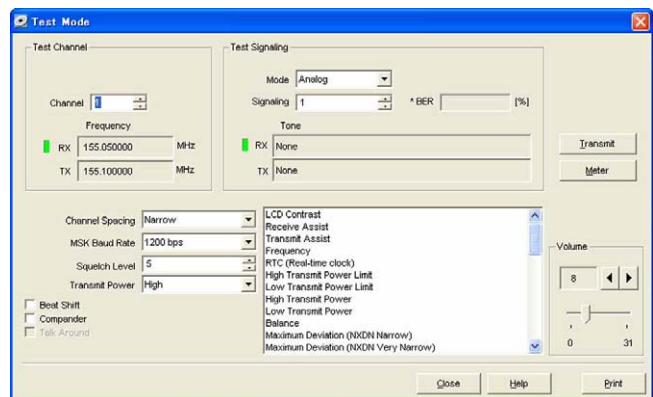 Test Mode
Test Channel
Channel 1
Frequency
RX 155.050000 MHz
TX 155.100000 MHz
Test Signaling
Mode Analog
Signaling 1 * BER [%]
Tone
RX None
TX None
Transmit
Meter
Channel Spacing Narrow
MSK Baud Rate 1200 bps
Squelch Level 5
Transmit Power High
Beat Shift
Compander
Talk Around
LCD Contrast
Receive Assist
Transmit Assist
Frequency
RTC (Real-time clock)
High Transmit Power Limit
Low Transmit Power Limit
High Transmit Power
Low Transmit Power
Balance
Maximum Deviation (NXDN Narrow)
Maximum Deviation (NXDN Very Narrow)
Volume
8
0 31
Close Help Print